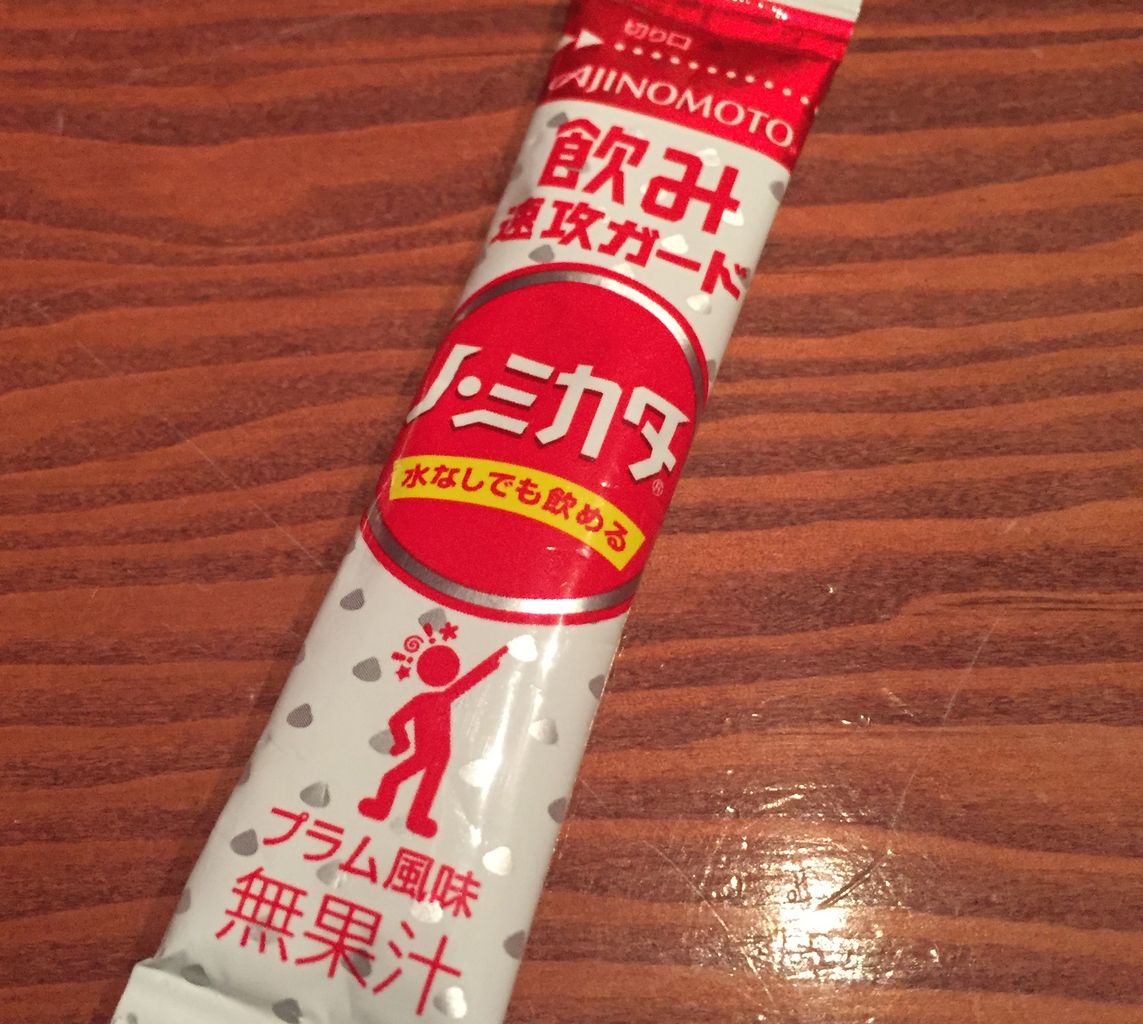 切り口
AJINOMOTO
飲み
速攻ガード
ノ・ミカタ®
水なしでも飲める
プラム風味
無果汁